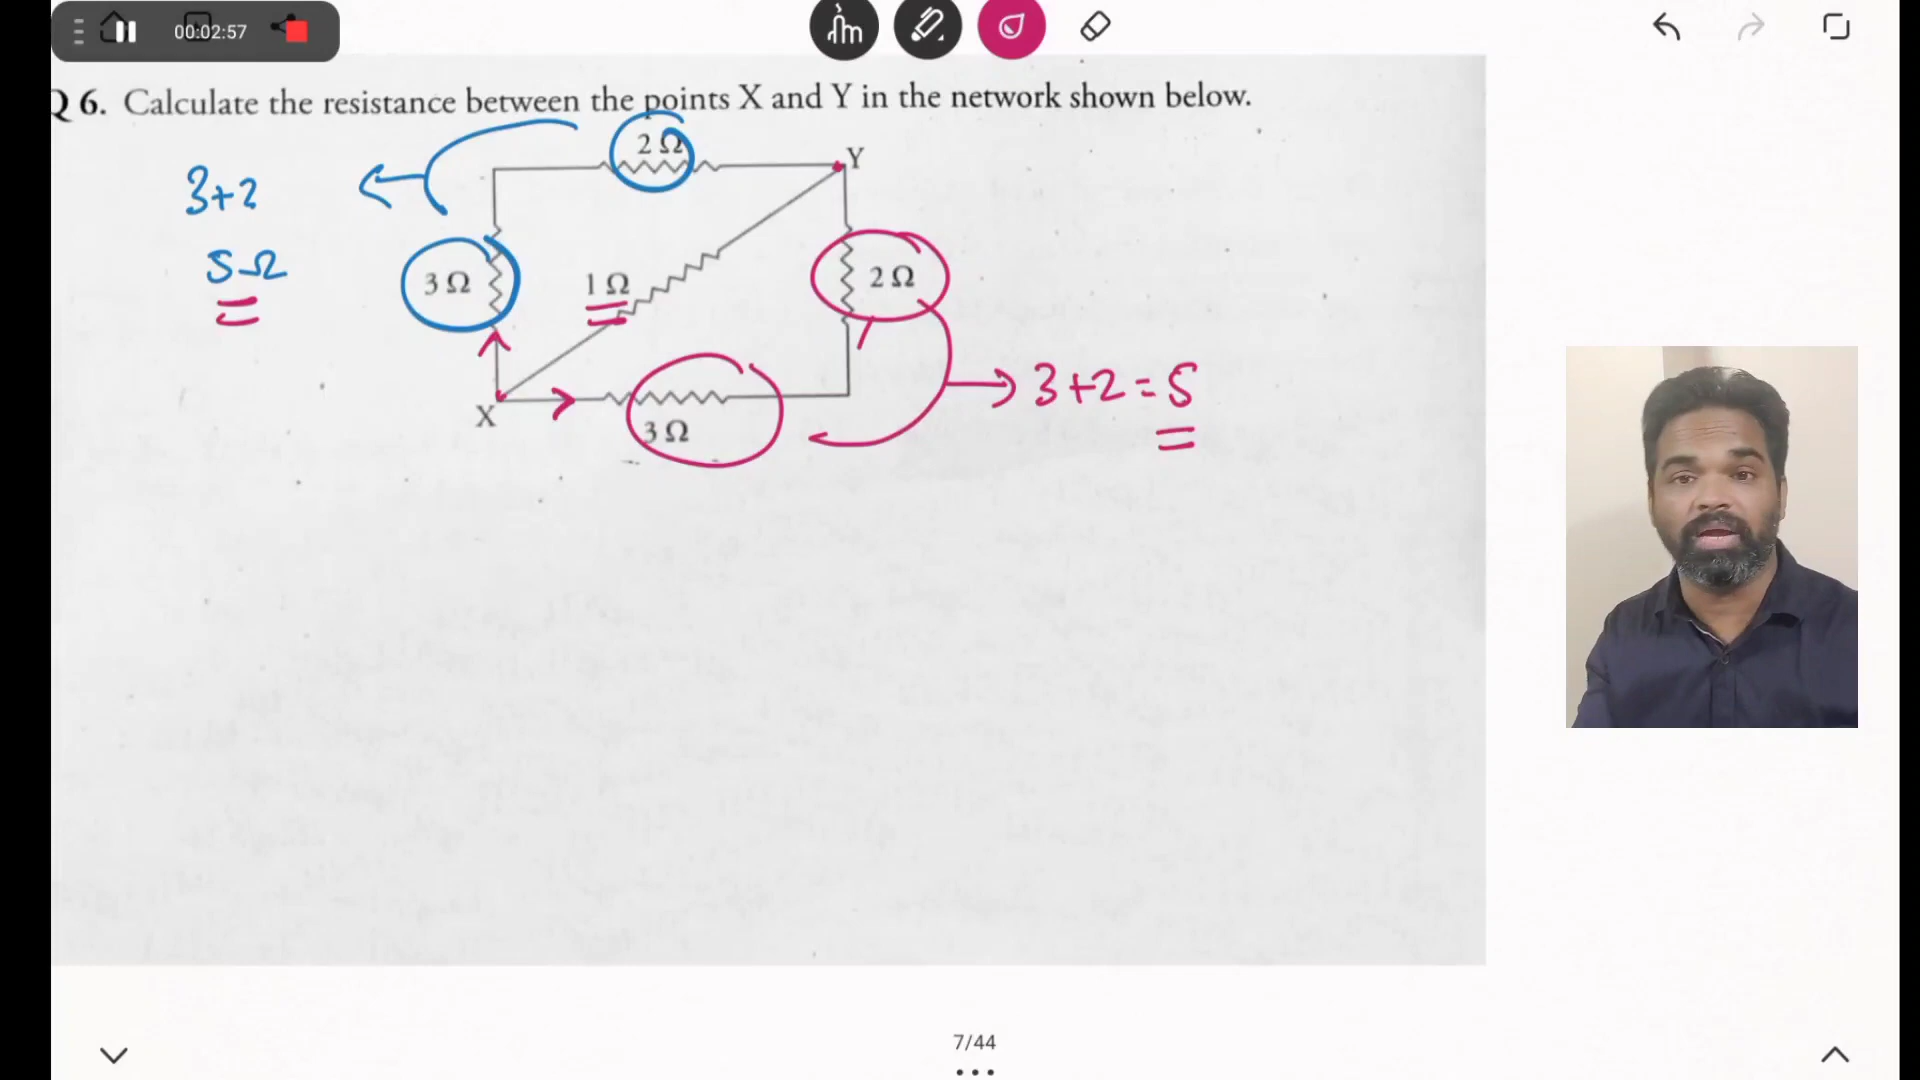 00:02:57
Q 6. Calculate the resistance between the points X and Y in the network shown below.
2 Ω
Y
3+2
5Ω
3 Ω
1 Ω
2 Ω
3+2=5
X
3 Ω
7/44